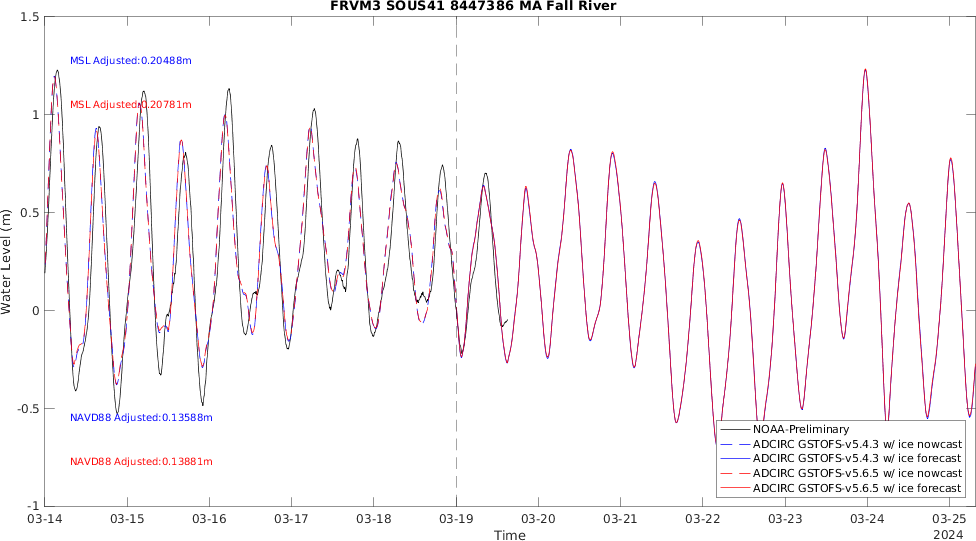 FRVM3 SOUS41 8447386 MA Fall River
1.5
MSL Adjusted:0.20488m
MSL Adjusted:0.20781m
1
0.5
Water Level (m)
0
-0.5
NAVD88 Adjusted:0.13588m
NAVD88 Adjusted:0.13881m
NOAA-Preliminary
ADCIRC GSTOFS-v5.4.3 w/ ice nowcast
ADCIRC GSTOFS-v5.4.3 w/ ice forecast
ADCIRC GSTOFS-v5.6.5 w/ ice nowcast
ADCIRC GSTOFS-v5.6.5 w/ ice forecast
-1
03-14 03-15 03-16 03-17 03-18 03-19 03-20 03-21 03-22 03-23 03-24 03-25
Time
2024